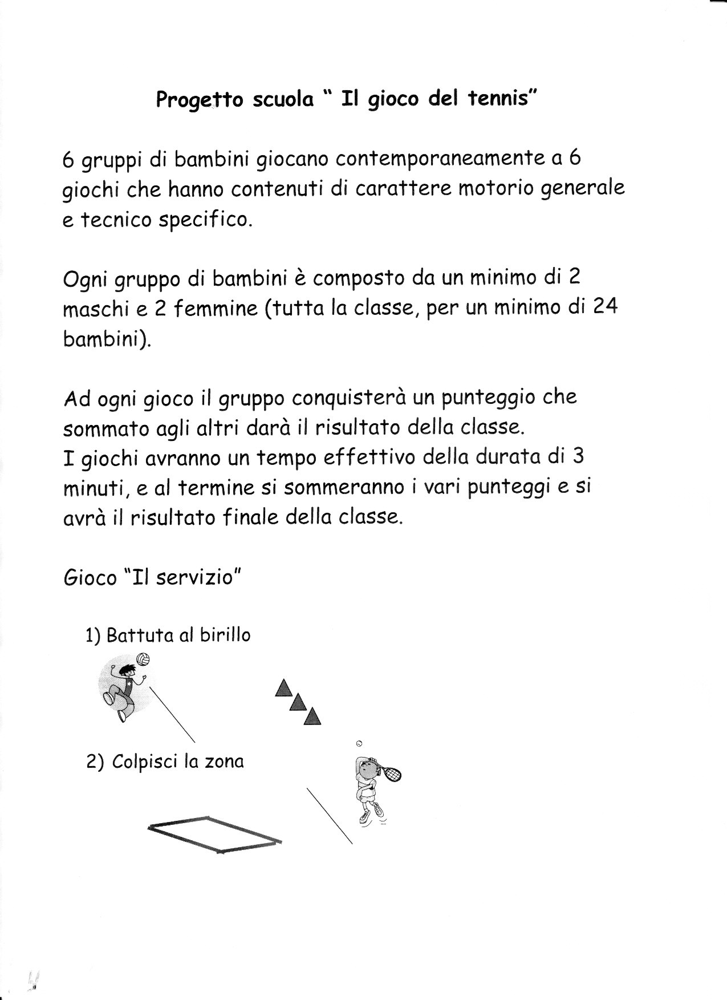 Progetto scuola “ Il gioco del tennis”
6 gruppi di bambini giocano contemporaneamente a 6
giochi che hanno contenuti di carattere motorio generale
e tecnico specifico.
Ogni gruppo di bambini è composto da un minimo di 2
maschi e 2 femmine (tutta la classe, per un minimo di 24
bambini).
Ad ogni gioco il gruppo conquisterà un punteggio che
sommato agli altri darà il risultato della classe.
I giochi avranno un tempo effettivo della durata di 3
minuti, e al termine si sommeranno i vari punteggi e si
avrà il risultato finale della classe.
Gioco “Il servizio”
1) Battuta al birillo
2) Colpisci la zona